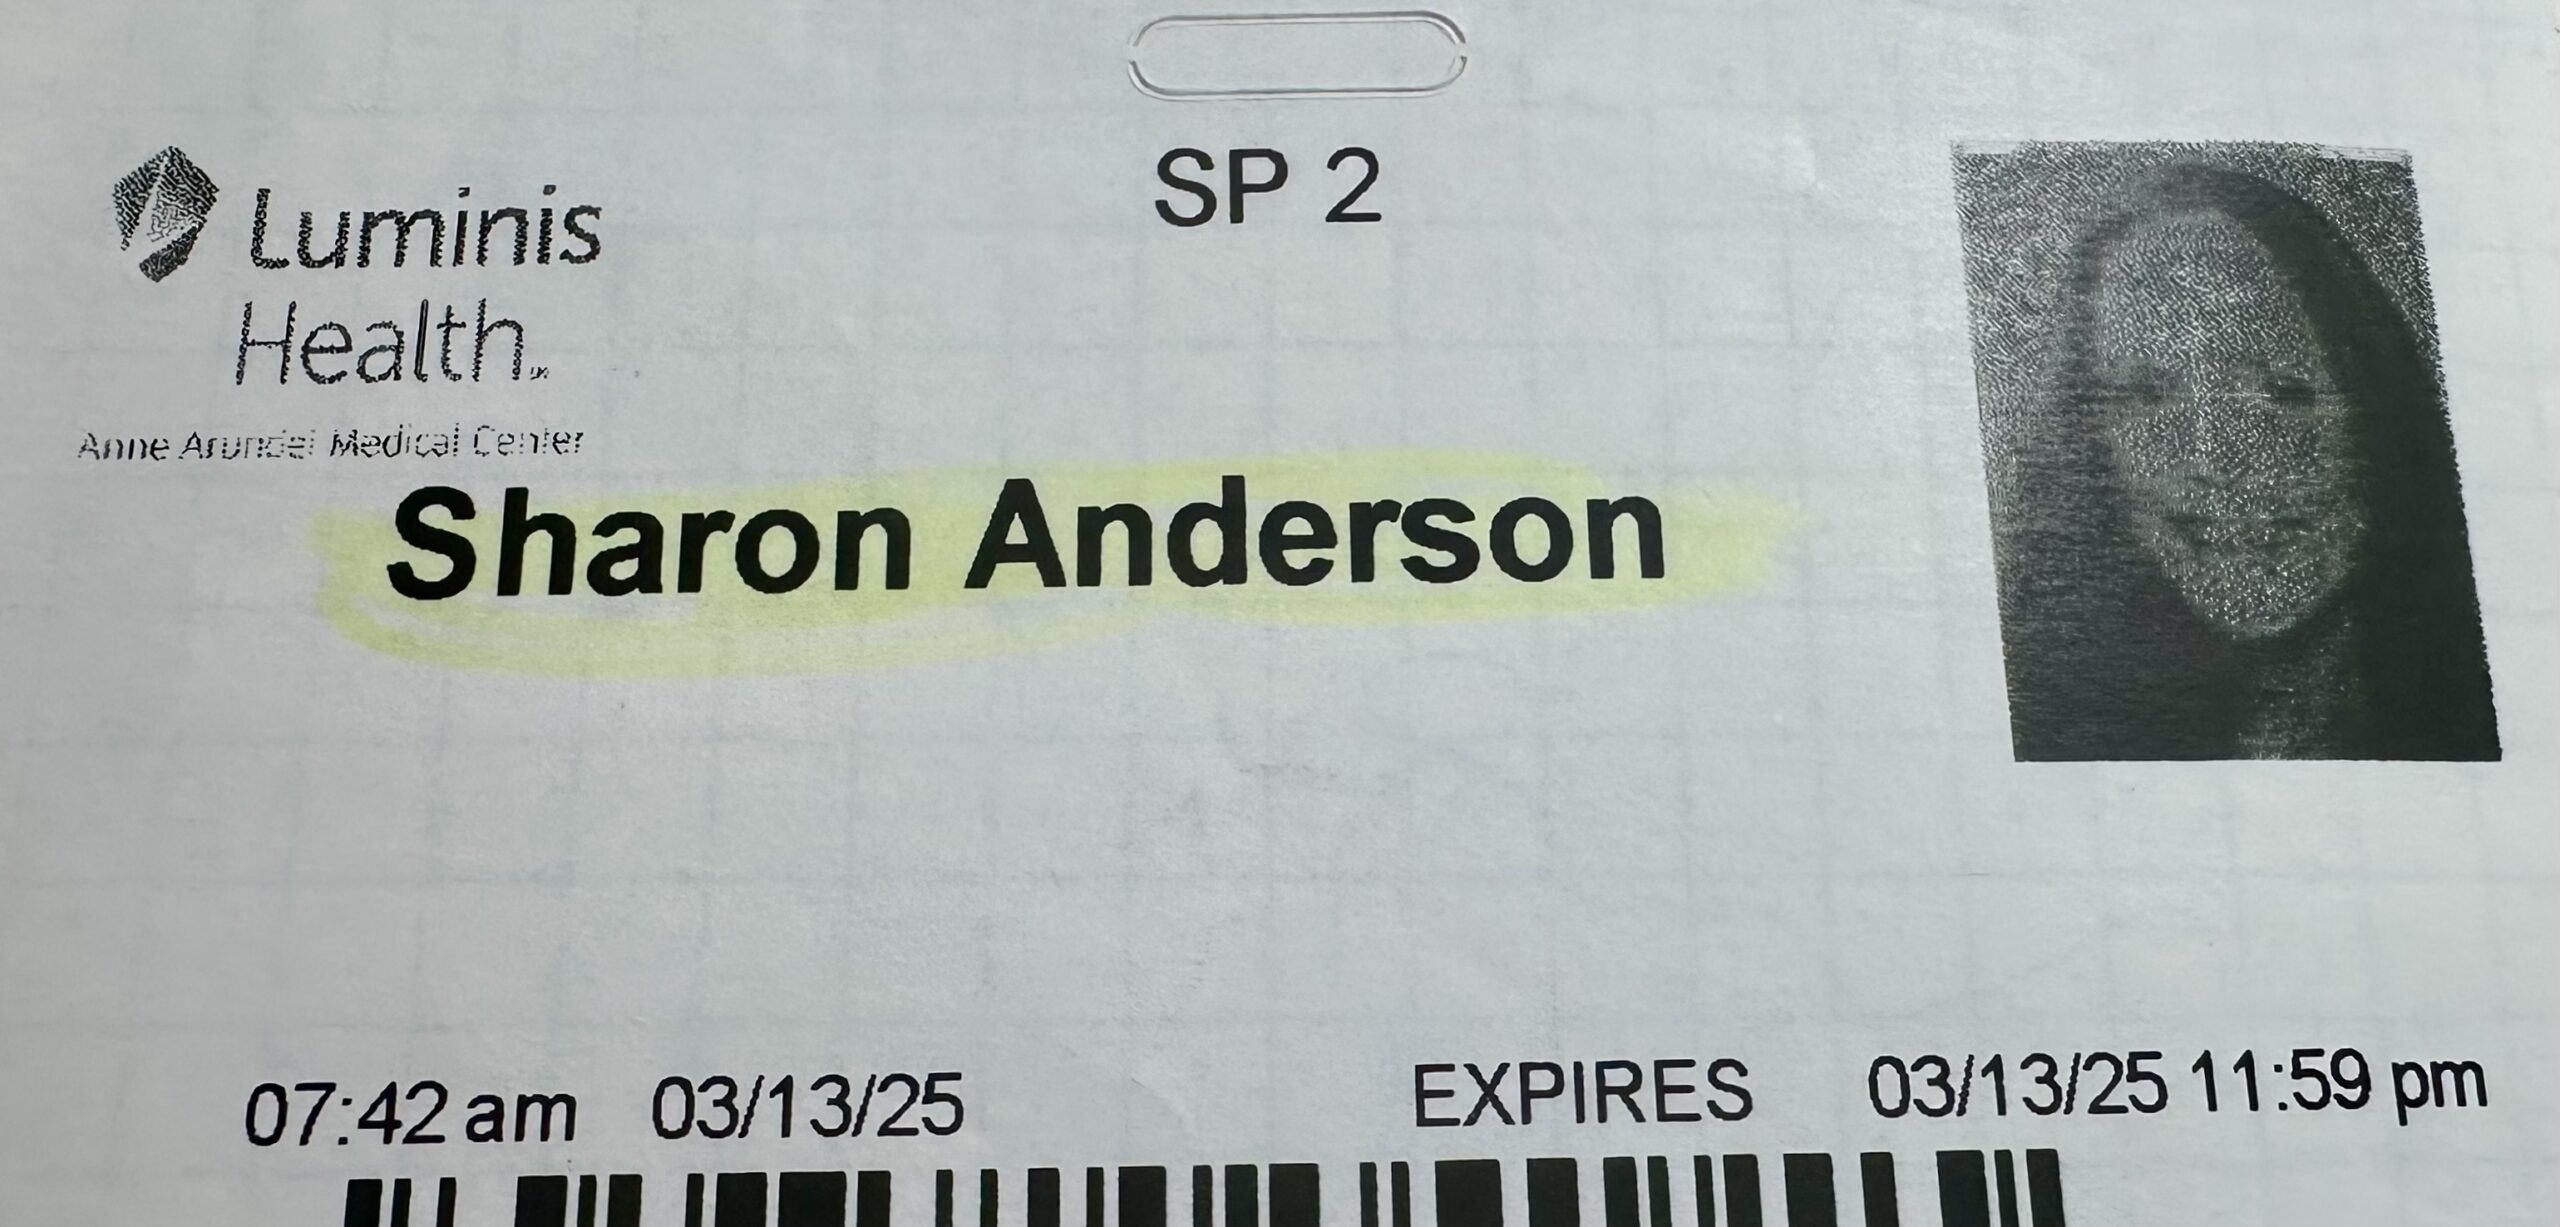 SP 2
Luminis
Health
Anne Arundel Medical Center
Sharon Anderson
07:42 am 03/13/25
EXPIRES 03/13/25 11:59 pm